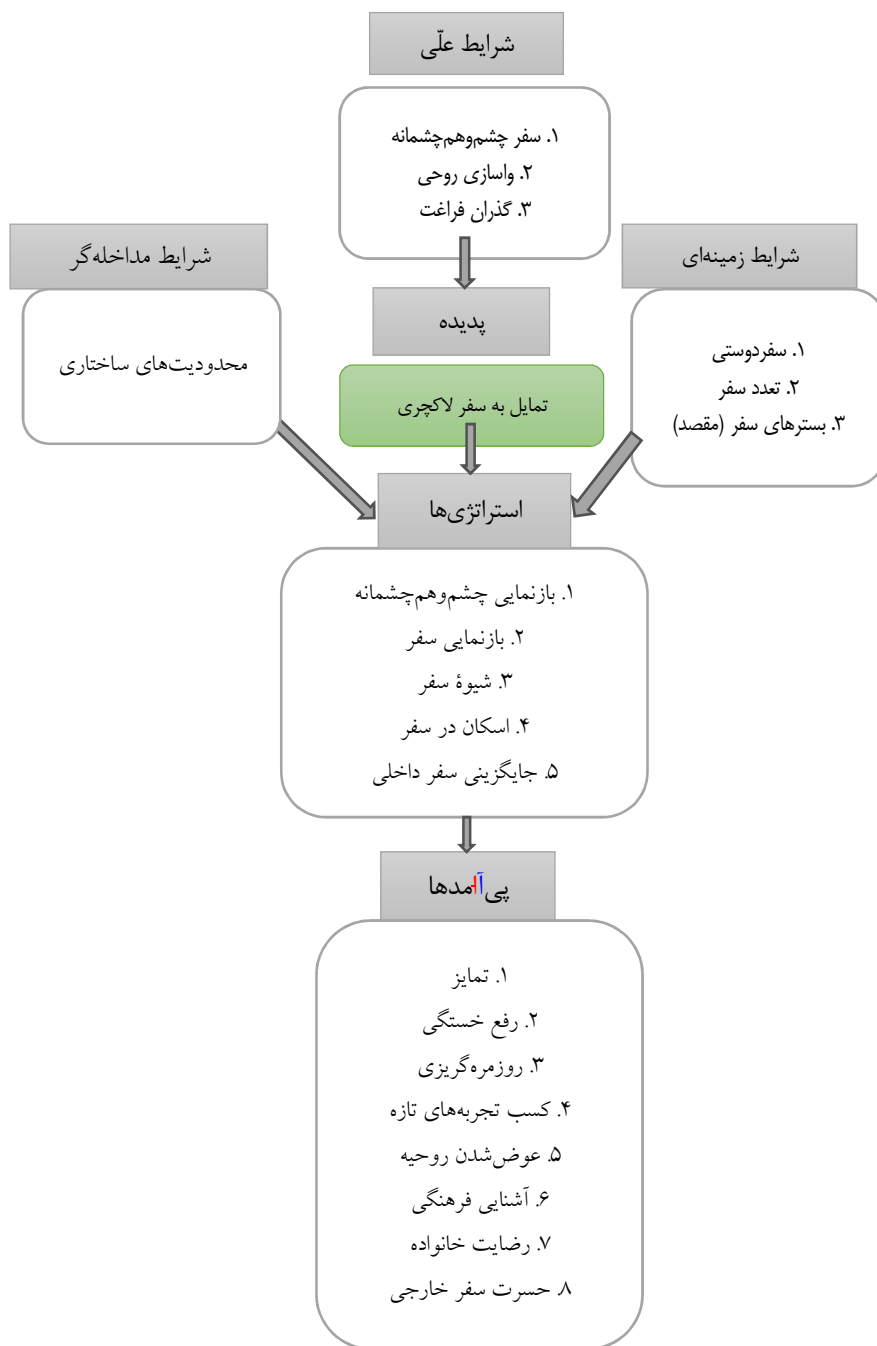 شرایط علّی
۱. سفر چشم‌وهم‌چشمانه
۲. واسازی روحی
۳. گذران فراغت
شرایط زمینه‌ای
۱. سفردوستی
۲. تعدد سفر
۳. بسترهای سفر (مقصد)
شرایط مداخله‌گر
محدودیت‌های ساختاری
پدیده
تمایل به سفر لاکچری
استراتژی‌ها
۱. بازنمایی چشم‌وهم‌چشمانه
۲. بازنمایی سفر
۳. شیوهٔ سفر
۴. اسکان در سفر
۵. جایگزینی سفر داخلی
پی‌آامدها
۱. تمایز
۲. رفع خستگی
۳. روزمره‌گریزی
۴. کسب تجربه‌های تازه
۵. عوض‌شدن روحیه
۶. آشنایی فرهنگی
۷. رضایت خانواده
۸. حسرت سفر خارجی